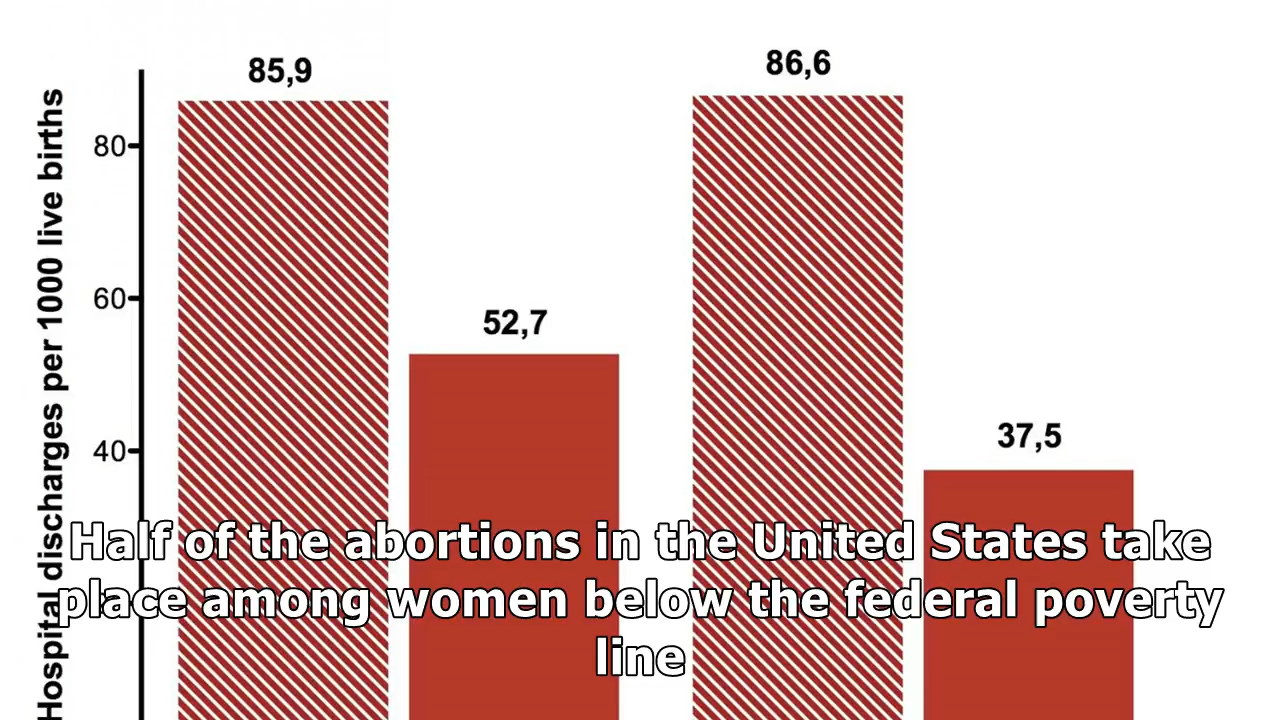 85,9
86,6
80
60
52,7
40
37,5
Hospital discharges per 1000 live births
Half of the abortions in the United States take
place among women below the federal poverty
line